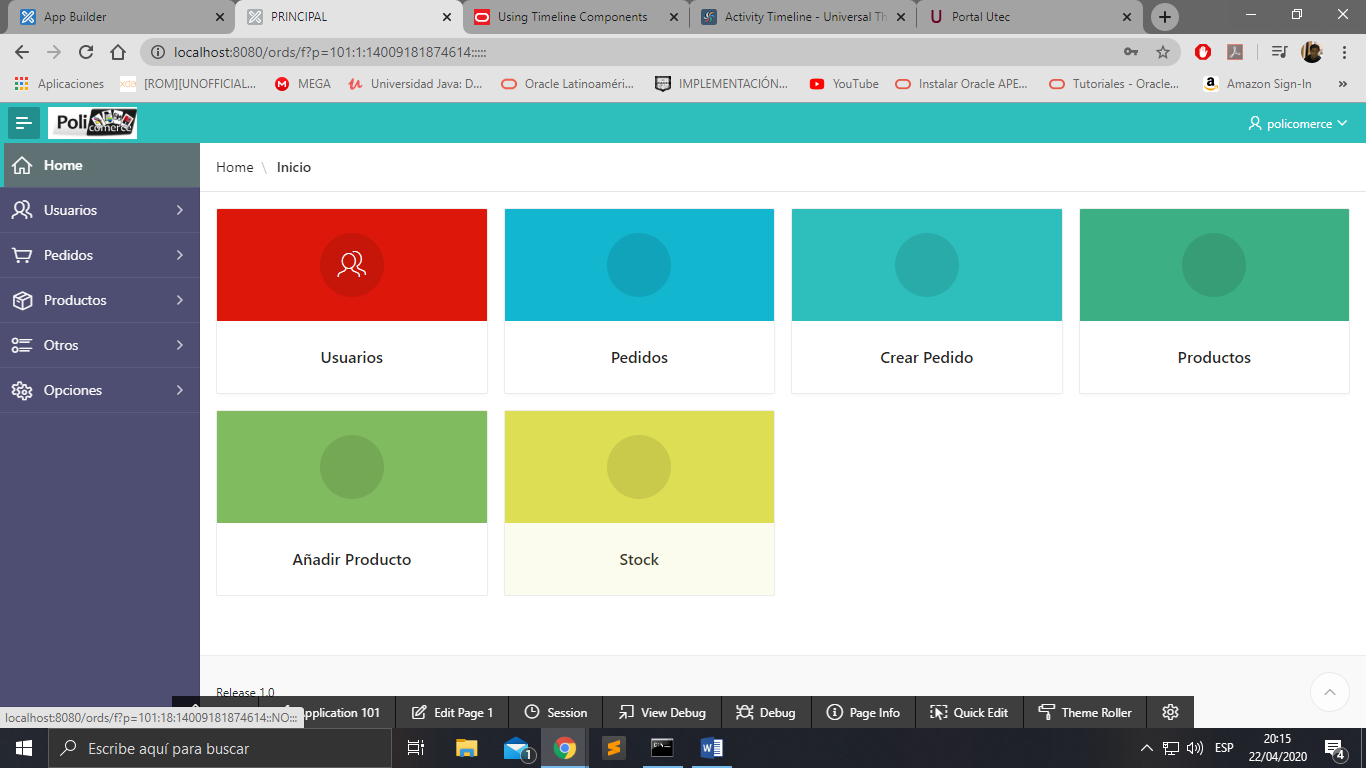 App Builder
PRINCIPAL
Using Timeline Components
Activity Timeline - Universal Th
Portal Utec
localhost:8080/ords/f?p=101:1:14009181874614:::::
Aplicaciones
[ROM][UNOFFICIAL...
MEGA
Universidad Java: D...
Oracle Latinoaméri...
IMPLEMENTACIÓN...
YouTube
Instalar Oracle APE...
Tutoriales - Oracle...
Amazon Sign-In
Poli comerce
policomerce
Home
Usuarios
Pedidos
Productos
Otros
Opciones
Home \ Inicio
Usuarios
Pedidos
Crear Pedido
Productos
Añadir Producto
Stock
Release 1.0
localhost:8080/ords/f?p=101:18:14009181874614::NO:::
pplication 101
Edit Page 1
Session
View Debug
Debug
Page Info
Quick Edit
Theme Roller
Escribe aquí para buscar
1
ESP
20:15
22/04/2020
4